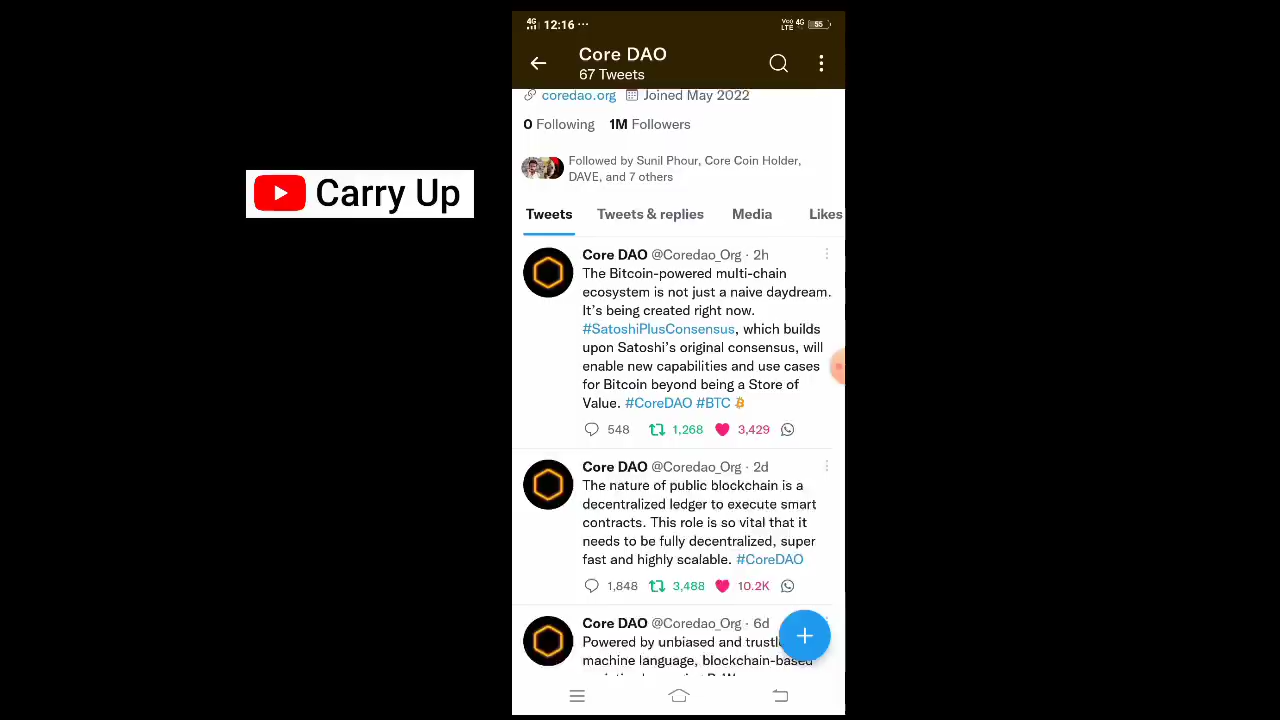 4G 12:16 ...
Vo) LTE 4G 55
Core DAO
67 Tweets
coredao.org Joined May 2022
0 Following 1M Followers
Followed by Sunil Phour, Core Coin Holder,
DAVE, and 7 others
Carry Up
Tweets Tweets & replies Media Likes
Core DAO @Coredao_Org · 2h
The Bitcoin-powered multi-chain
ecosystem is not just a naive daydream.
It's being created right now.
#SatoshiPlusConsensus, which builds
upon Satoshi's original consensus, will
enable new capabilities and use cases
for Bitcoin beyond being a Store of
Value. #CoreDAO #BTC
548 1,268 3,429
Core DAO @Coredao_Org · 2d
The nature of public blockchain is a
decentralized ledger to execute smart
contracts. This role is so vital that it
needs to be fully decentralized, super
fast and highly scalable. #CoreDAO
1,848 3,488 10.2K
Core DAO @Coredao_Org · 6d
Powered by unbiased and
machine language, blockchain-based